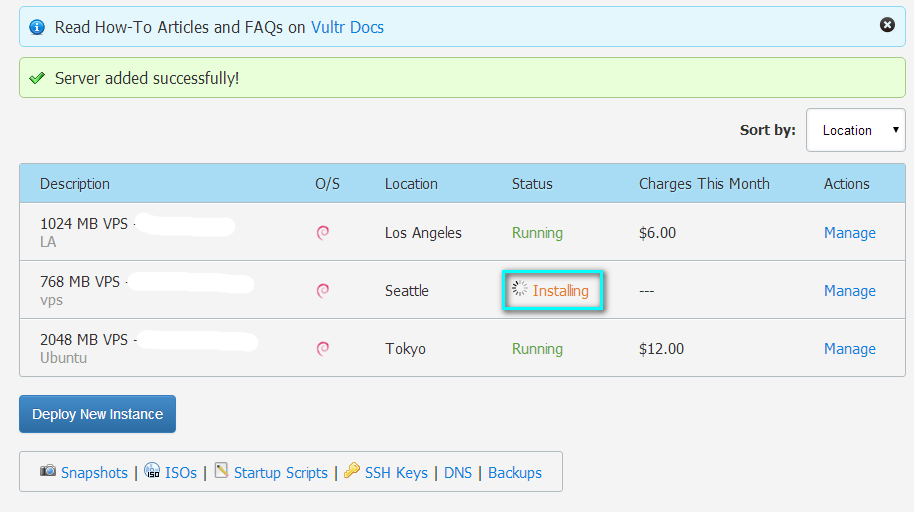 Read How-To Articles and FAQs on Vultr Docs
Server added successfully!
Sort by: Location
Description O/S Location Status Charges This Month Actions
1024 MB VPS -
LA
Los Angeles Running $6.00 Manage
768 MB VPS -
vps
Seattle Installing --- Manage
2048 MB VPS -
Ubuntu
Tokyo Running $12.00 Manage
Deploy New Instance
Snapshots | ISOs | Startup Scripts | SSH Keys | DNS | Backups